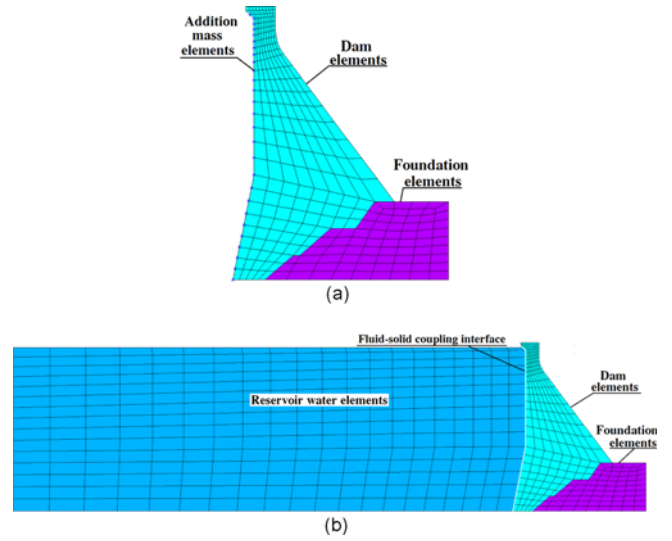 Addition
mass
elements
Dam
elements
Foundation
elements
(a)
Fluid-solid coupling interface
Reservoir water elements
Dam
elements
Foundation
elements
(b)